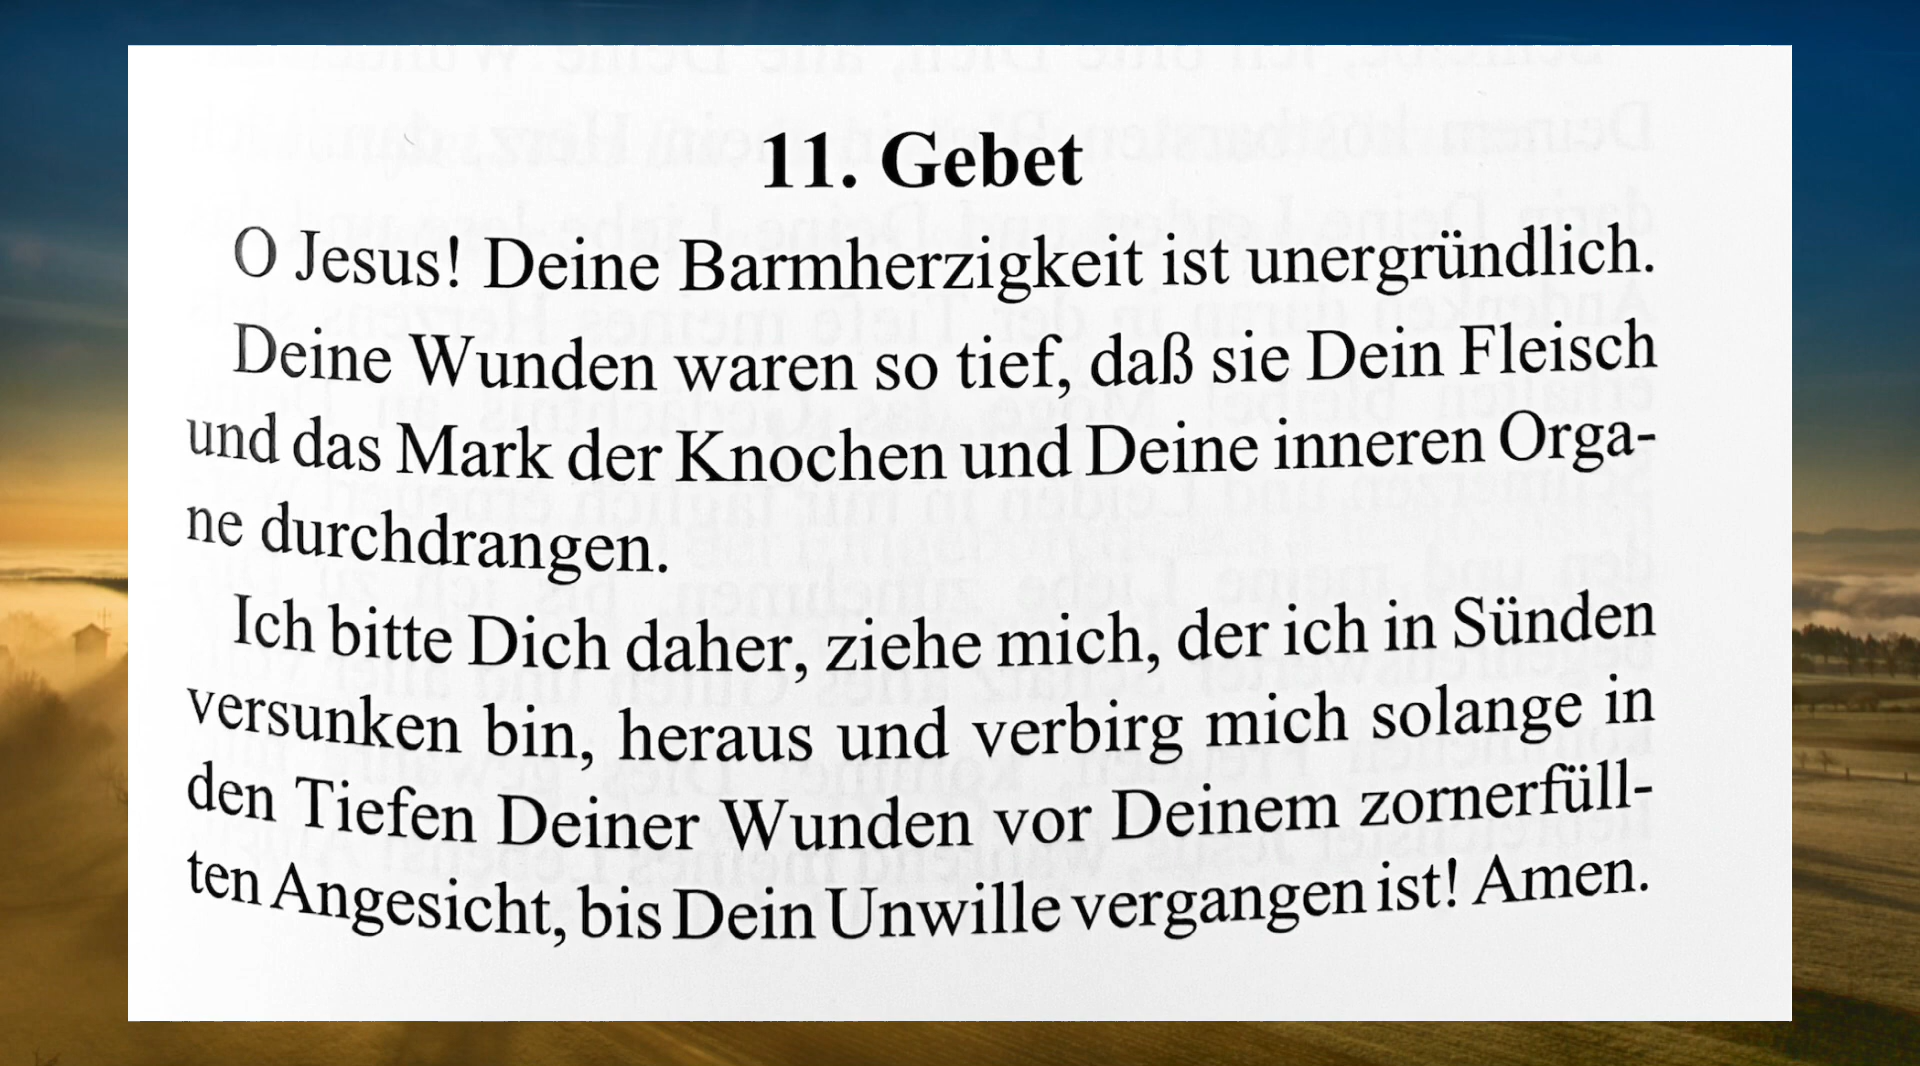 11. Gebet
O Jesus! Deine Barmherzigkeit ist unergründlich.
Deine Wunden waren so tief, daß sie Dein Fleisch
und das Mark der Knochen und Deine inneren Orga-
ne durchdrangen.
Ich bitte Dich daher, ziehe mich, der ich in Sünden
versunken bin, heraus und verbirg mich solange in
den Tiefen Deiner Wunden vor Deinem zornerfüll-
ten Angesicht, bis Dein Unwille vergangen ist! Amen.